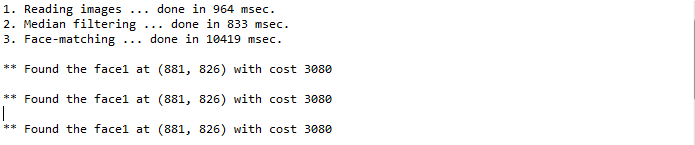 1. Reading images ... done in 964 msec.
2. Median filtering ... done in 833 msec.
3. Face-matching ... done in 10419 msec.
** Found the face1 at (881, 826) with cost 3080
** Found the face1 at (881, 826) with cost 3080
** Found the face1 at (881, 826) with cost 3080